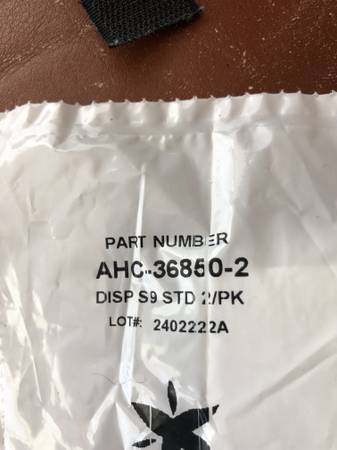 PART NUMBER
AHC-36850-2
DISP S9 STD 2/PK
LOT#: 2402222A